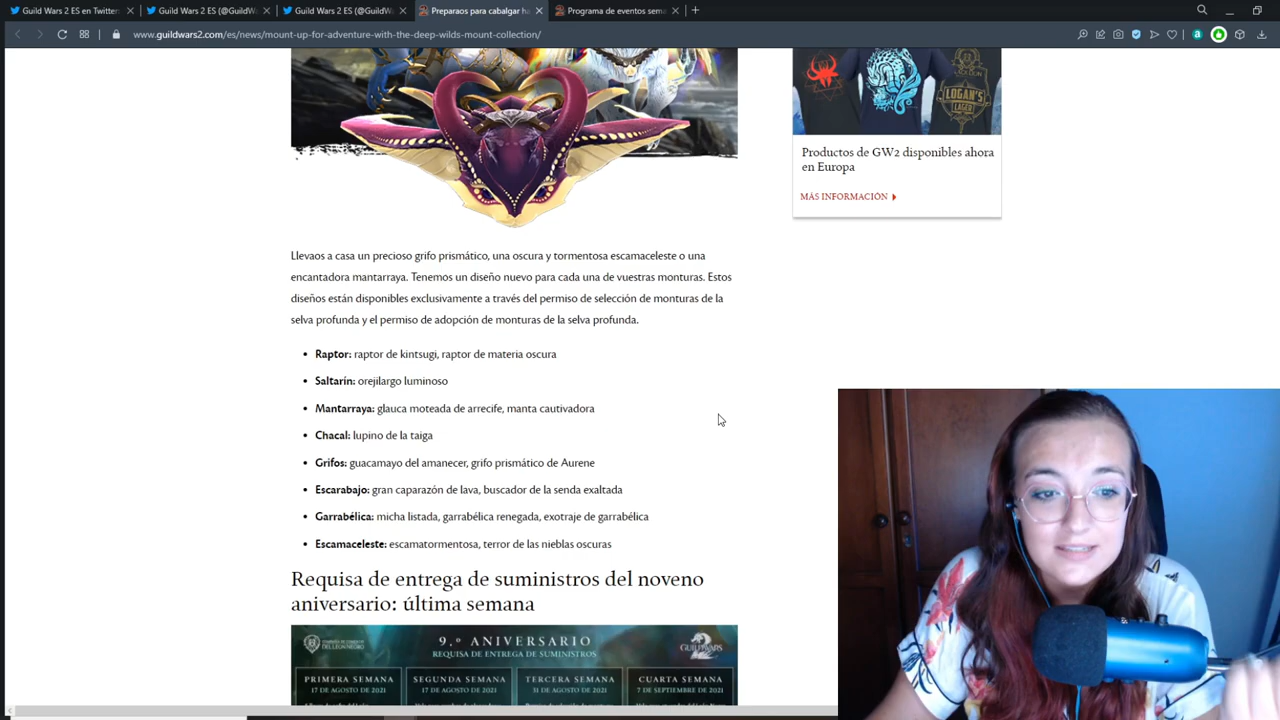 Guild Wars 2 ES en Twitter
Guild Wars 2 ES (@GuildWa
Guild Wars 2 ES (@GuildWa
Preparaos para cabalgar ha
Programa de eventos sema
www.guildwars2.com/es/news/mount-up-for-adventure-with-the-deep-wilds-mount-collection/
LOGAN'S
LAGER
Productos de GW2 disponibles ahora
en Europa
MÁS INFORMACIÓN
Llevaos a casa un precioso grifo prismático, una oscura y tormentosa escamaceleste o una
encantadora mantarraya. Tenemos un diseño nuevo para cada una de vuestras monturas. Estos
diseños están disponibles exclusivamente a través del permiso de selección de monturas de la
selva profunda y el permiso de adopción de monturas de la selva profunda.
• Raptor: raptor de kintsugi, raptor de materia oscura
• Saltarín: orejilargo luminoso
• Mantarraya: glauca moteada de arrecife, manta cautivadora
• Chacal: lupino de la taiga
• Grifos: guacamayo del amanecer, grifo prismático de Aurene
• Escarabajo: gran caparazón de lava, buscador de la senda exaltada
• Garrabélica: micha listada, garrabélica renegada, exotraje de garrabélica
• Escamaceleste: escamatormentosa, terror de las nieblas oscuras
Requisa de entrega de suministros del noveno
aniversario: última semana
9.º ANIVERSARIO
REQUISA DE ENTREGA DE SUMINISTROS
GUILD WARS
PRIMERA SEMANA
17 DE AGOSTO DE 2021
SEGUNDA SEMANA
17 DE AGOSTO DE 2021
TERCERA SEMANA
31 DE AGOSTO DE 2021
CUARTA SEMANA
7 DE SEPTIEMBRE DE 2021